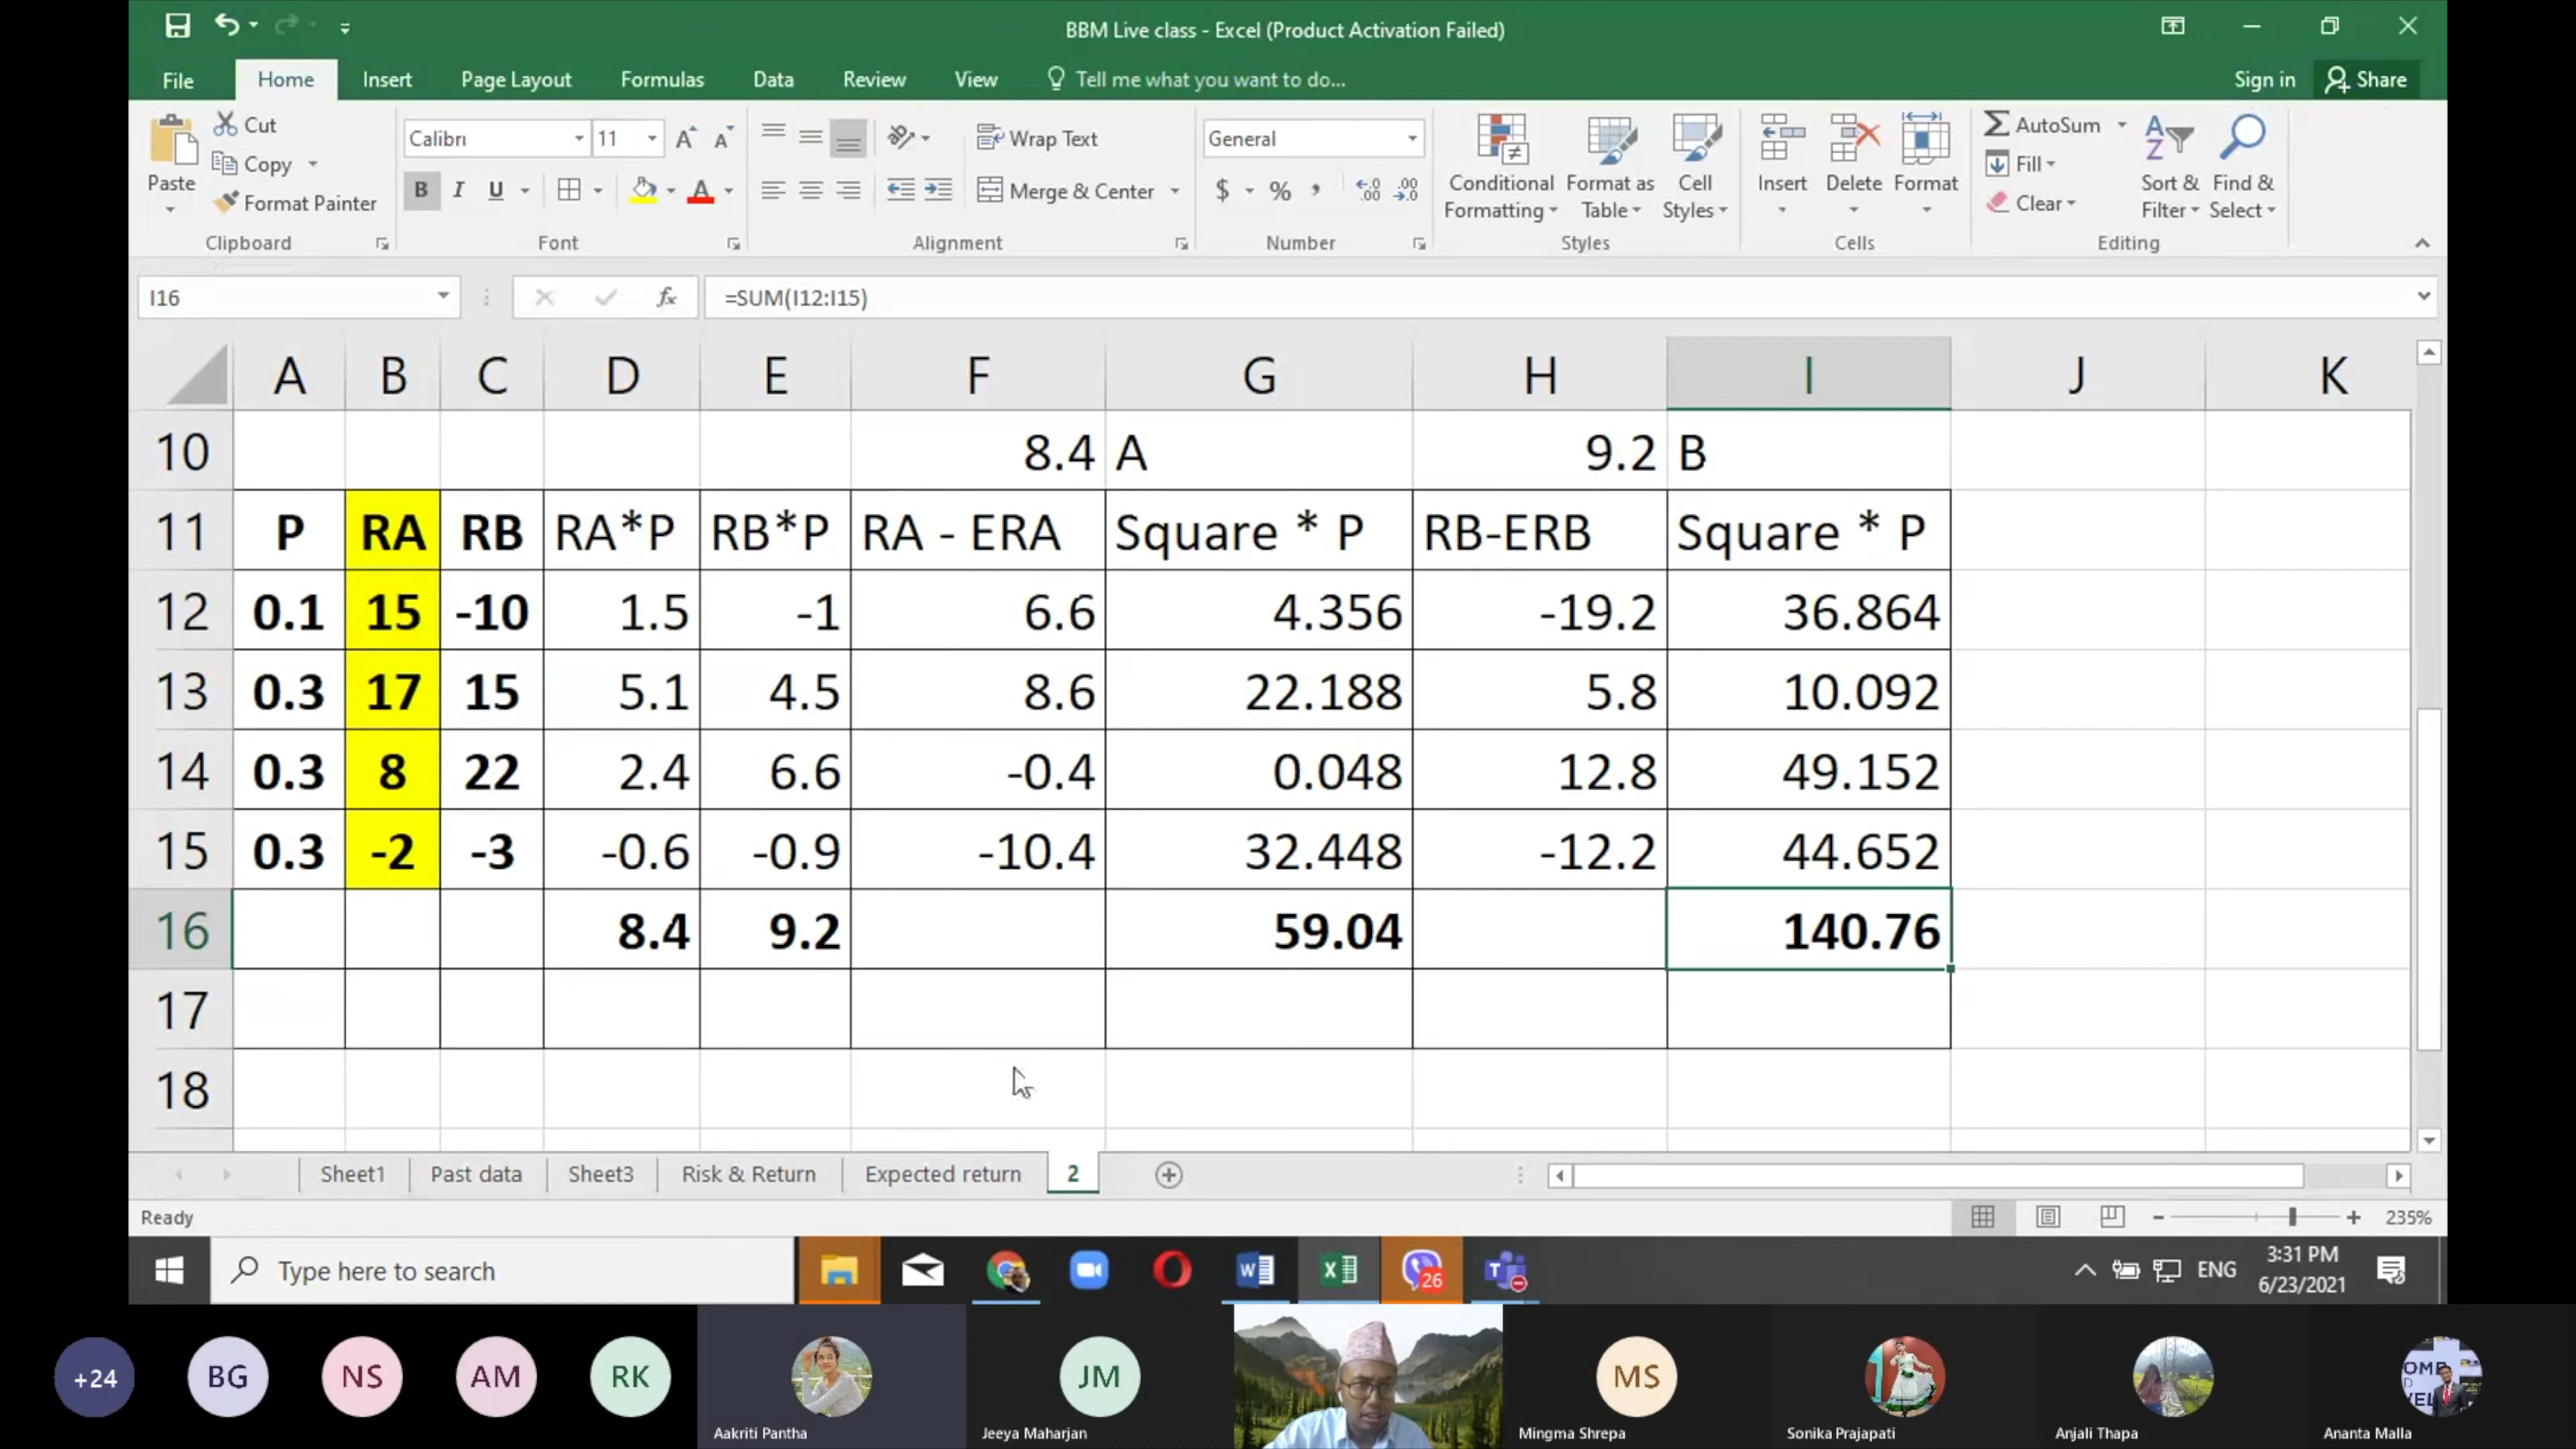 BBM Live class - Excel (Product Activation Failed)
File Home Insert Page Layout Formulas Data Review View Tell me what you want to do... Sign in Share
Paste Cut Copy Format Painter Clipboard
Calibri 11 A A B I U A Font
Wrap Text Merge & Center Alignment
General $ % , Number
Conditional Formatting Format as Table Cell Styles Styles
Insert Delete Format Cells
AutoSum Fill Clear Sort & Filter Find & Select Editing
I16 fx =SUM(I12:I15)
A B C D E F G H I J K
10 8.4 A 9.2 B
11 P RA RB RA*P RB*P RA - ERA Square * P RB-ERB Square * P
12 0.1 15 -10 1.5 -1 6.6 4.356 -19.2 36.864
13 0.3 17 15 5.1 4.5 8.6 22.188 5.8 10.092
14 0.3 8 22 2.4 6.6 -0.4 0.048 12.8 49.152
15 0.3 -2 -3 -0.6 -0.9 -10.4 32.448 -12.2 44.652
16 8.4 9.2 59.04 140.76
17
18
Sheet1 Past data Sheet3 Risk & Return Expected return 2
Ready 235%
Type here to search 26 ENG 3:31 PM
6/23/2021
+24 BG NS AM RK JM MS
Aakriti Pantha Jeeya Maharjan Mingma Shrepa Sonika Prajapati Anjali Thapa Ananta Malla